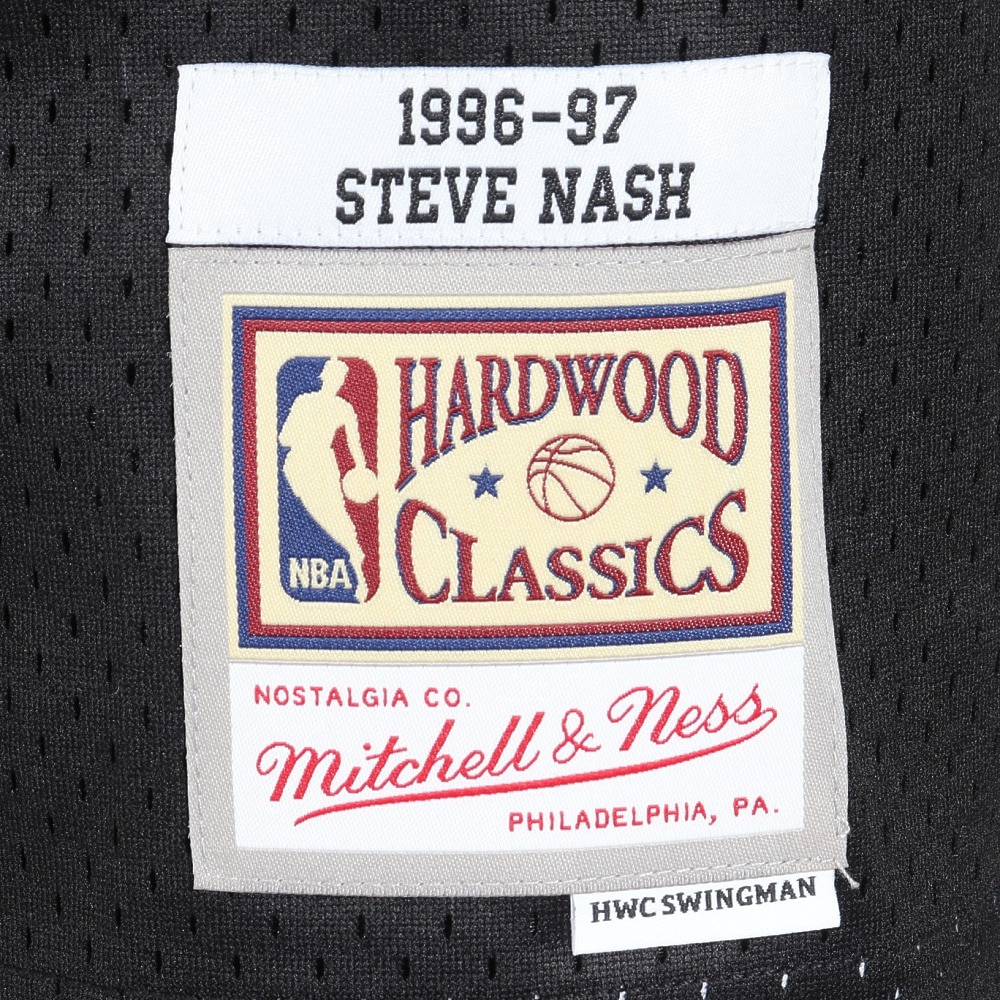 1996-97
STEVE NASH
HARDWOOD
CLASSICS
NBA
NOSTALGIA CO.
Mitchell & Ness
PHILADELPHIA, PA.
HWC SWINGMAN